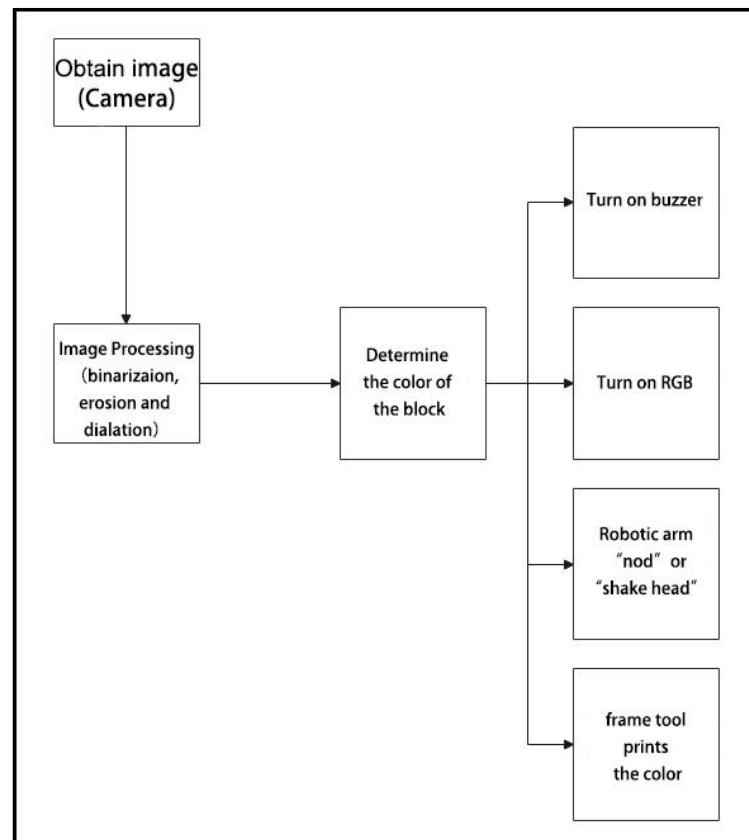 Obtain image
(Camera)
Image Processing
（binarizaion,
erosion and
dialation）
Determine
the color of
the block
Turn on buzzer
Turn on RGB
Robotic arm
“nod” or
“shake head”
frame tool
prints
the color